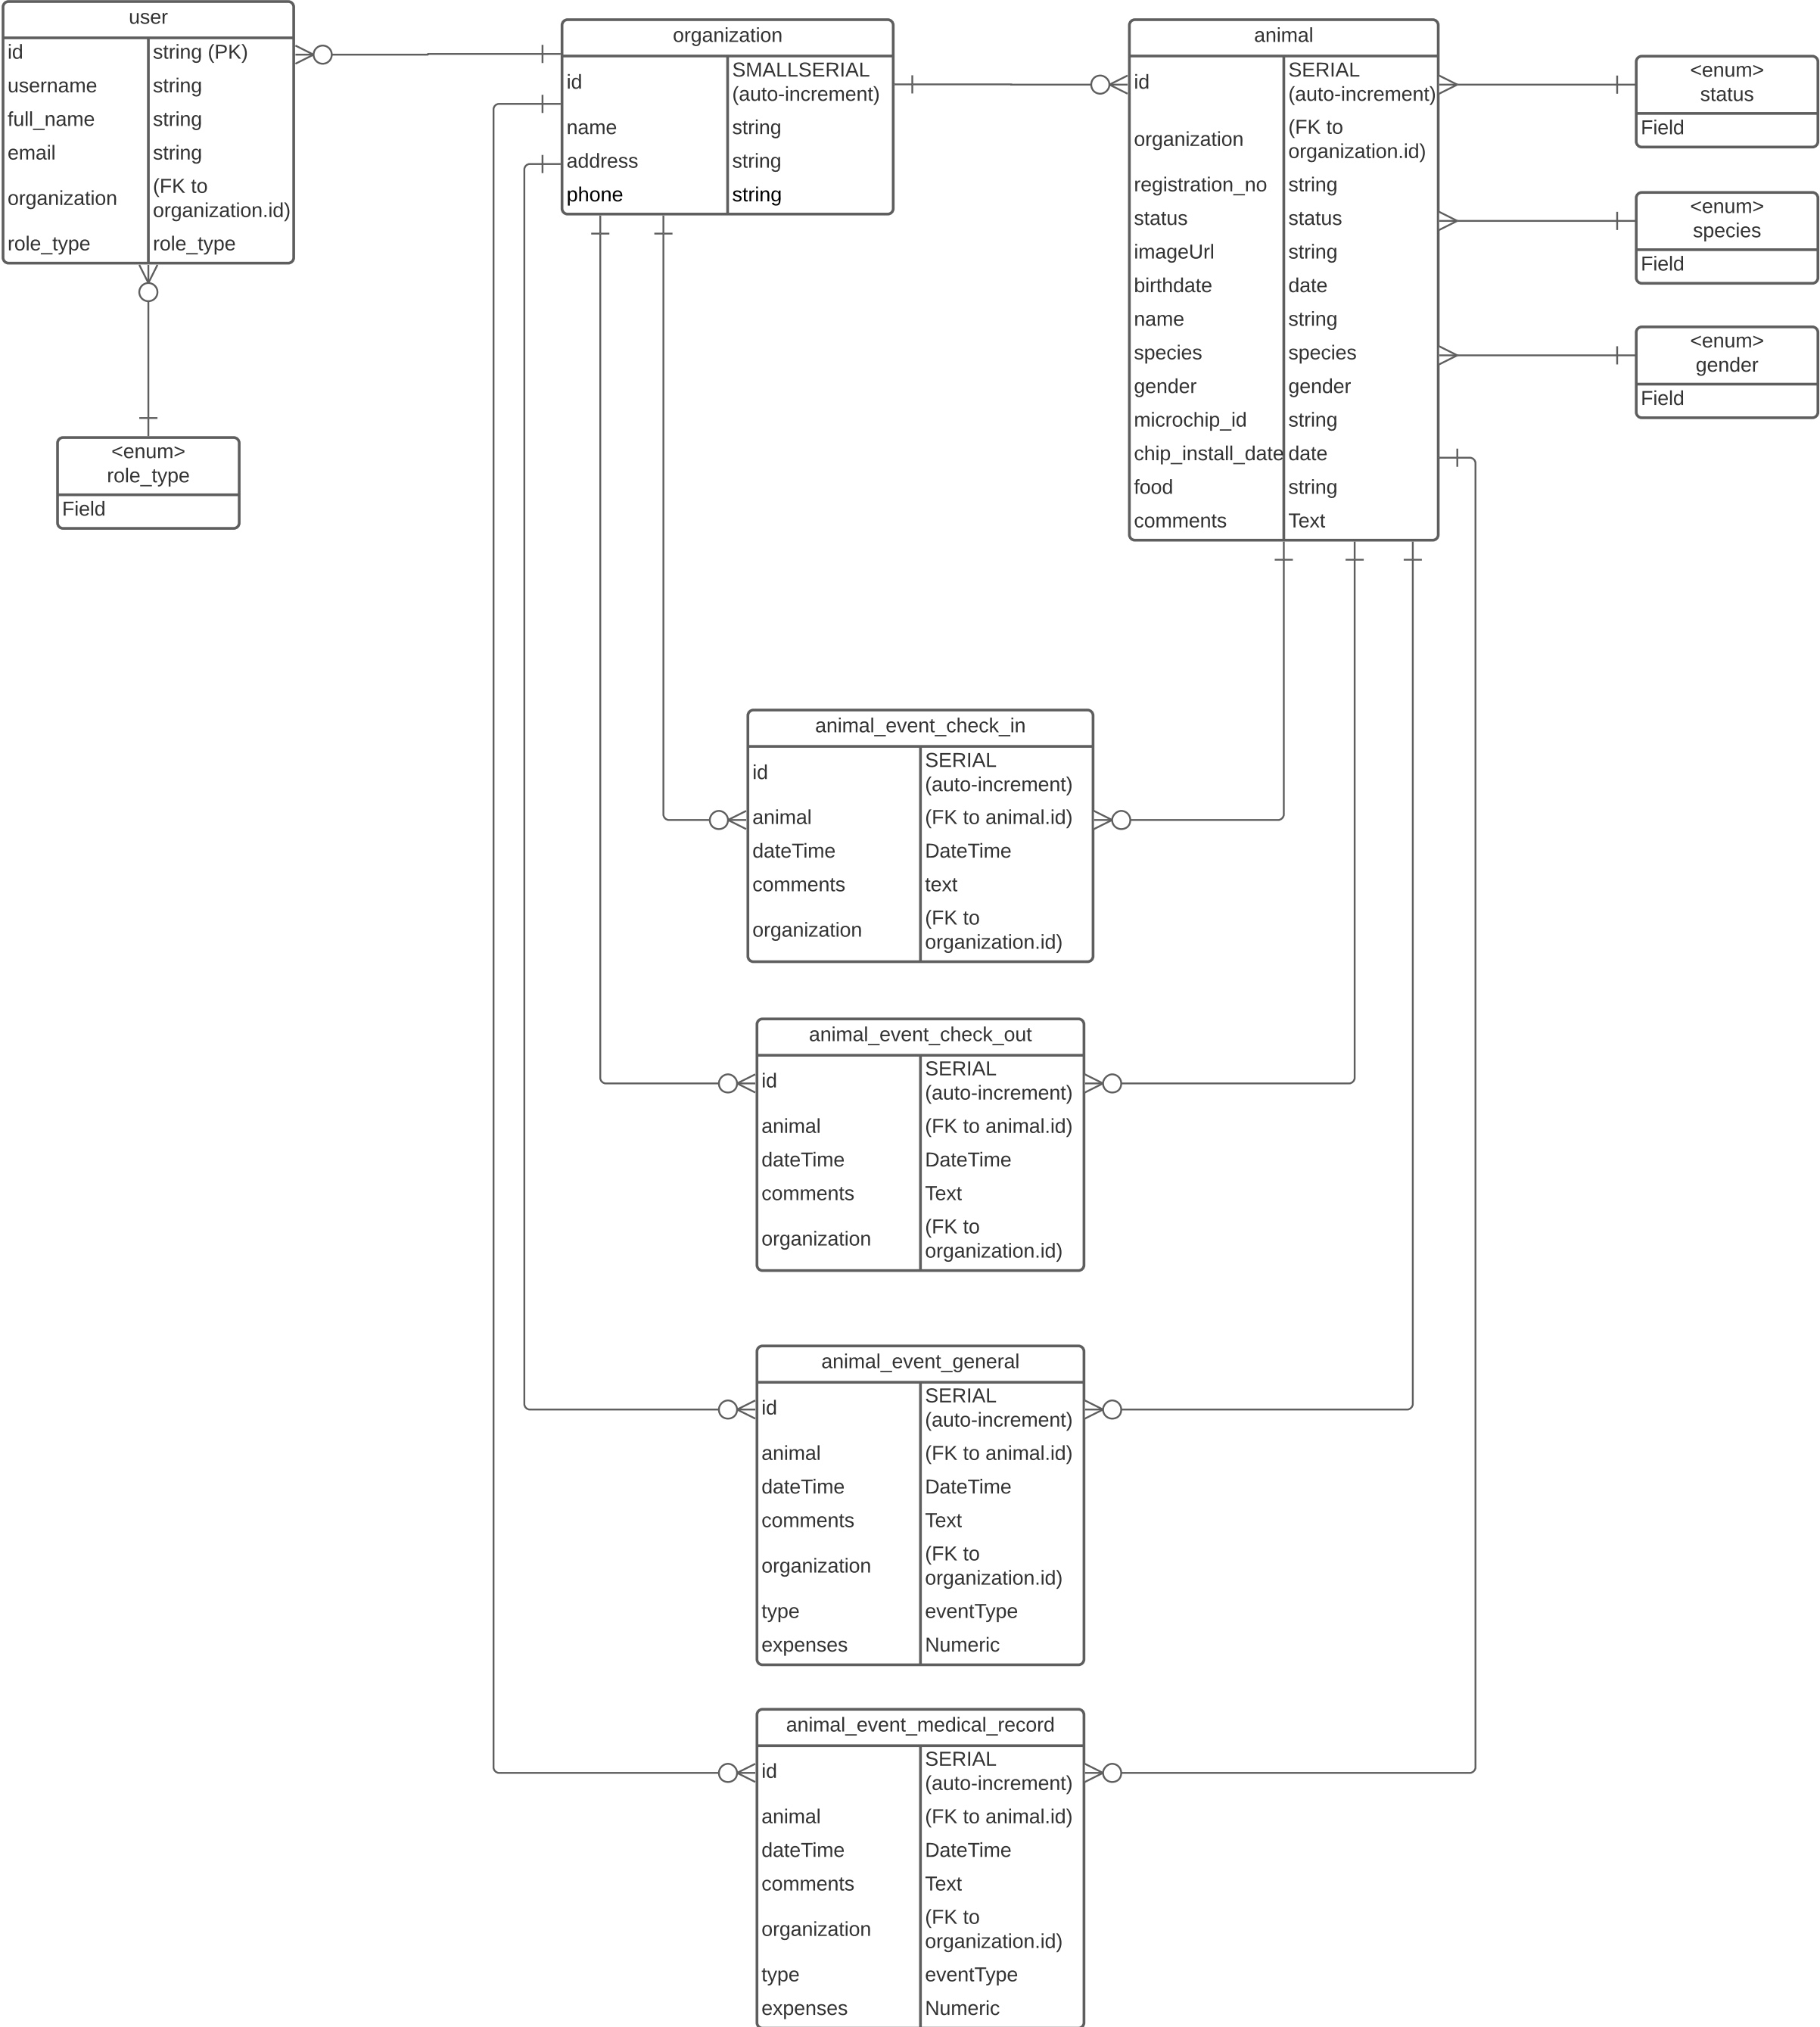 user
id string (PK)
username string
full_name string
email string
organization (FK to
organization.id)
role_type role_type
<enum>
role_type
Field
organization
id SMALLSERIAL
(auto-increment)
name string
address string
phone string
animal
id SERIAL
(auto-increment)
organization (FK to
organization.id)
registration_no string
status status
imageUrl string
birthdate date
name string
species species
gender gender
microchip_id string
chip_install_date date
food string
comments Text
<enum>
status
Field
<enum>
species
Field
<enum>
gender
Field
animal_event_check_in
id SERIAL
(auto-increment)
animal (FK to animal.id)
dateTime DateTime
comments text
organization (FK to
organization.id)
animal_event_check_out
id SERIAL
(auto-increment)
animal (FK to animal.id)
dateTime DateTime
comments Text
organization (FK to
organization.id)
animal_event_general
id SERIAL
(auto-increment)
animal (FK to animal.id)
dateTime DateTime
comments Text
organization (FK to
organization.id)
type eventType
expenses Numeric
animal_event_medical_record
id SERIAL
(auto-increment)
animal (FK to animal.id)
dateTime DateTime
comments Text
organization (FK to
organization.id)
type eventType
expenses Numeric